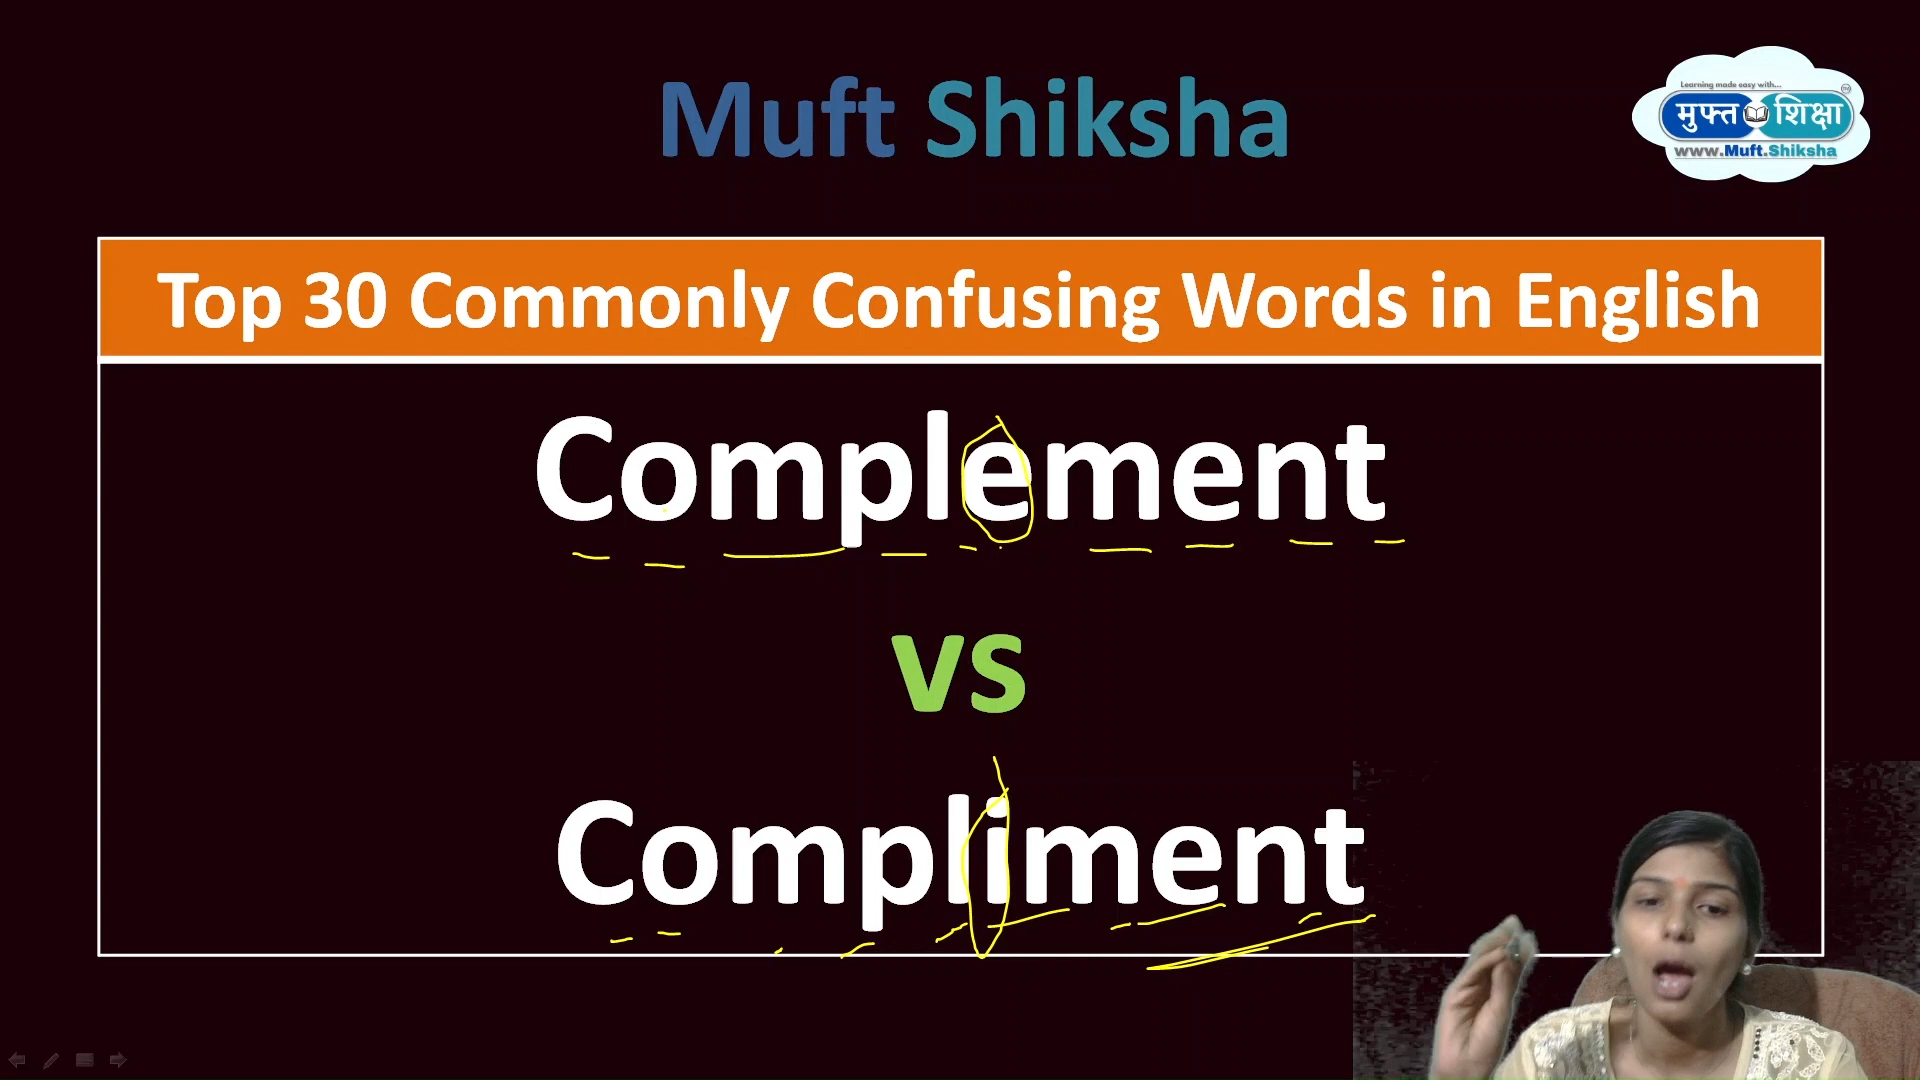 Muft Shiksha
Learning made easy with...
मुफ्त शिक्षा
www.Muft.Shiksha
Top 30 Commonly Confusing Words in English
Complement
vs
Compliment